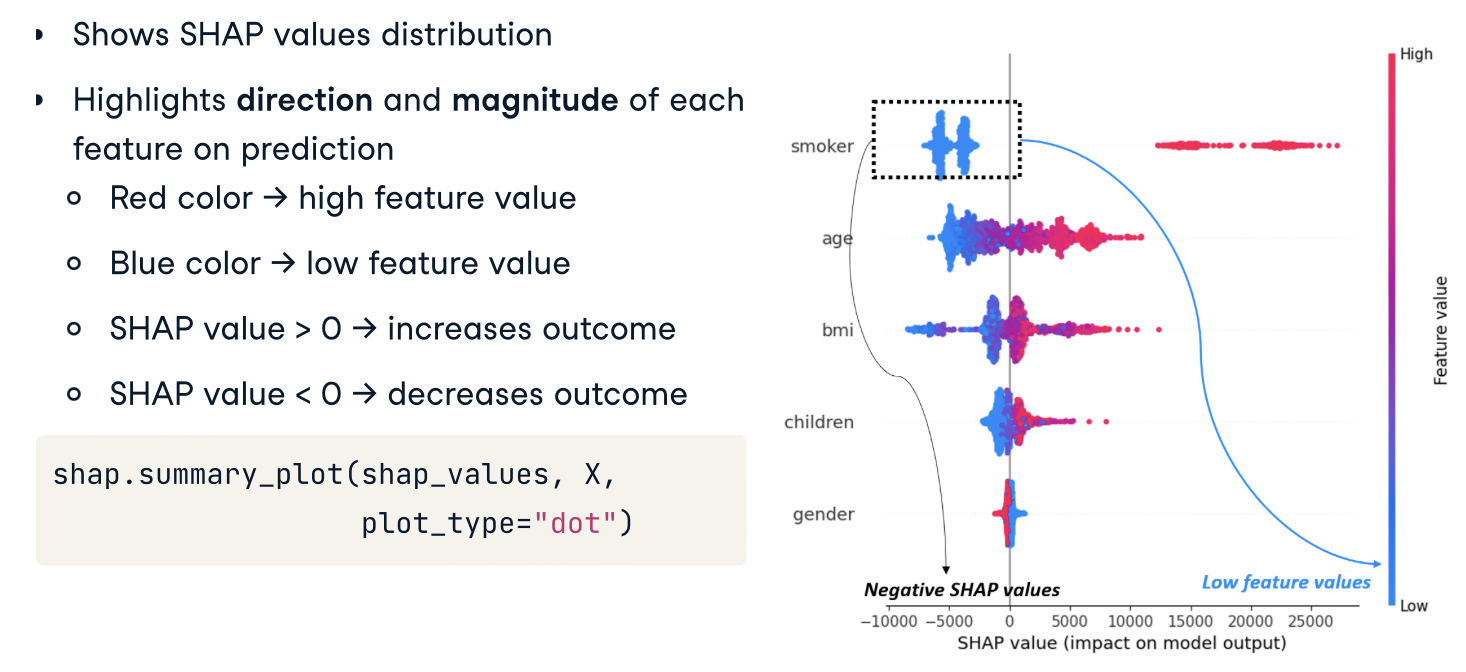 Shows SHAP values distribution
Highlights direction and magnitude of each
feature on prediction
Red color → high feature value
Blue color → low feature value
SHAP value > 0 → increases outcome
SHAP value < 0 → decreases outcome
shap.summary_plot(shap_values, X,
plot_type="dot")
High
smoker
age
bmi
children
gender
Feature value
Negative SHAP values
Low feature values
Low
−10000 −5000 0 5000 10000 15000 20000 25000
SHAP value (impact on model output)